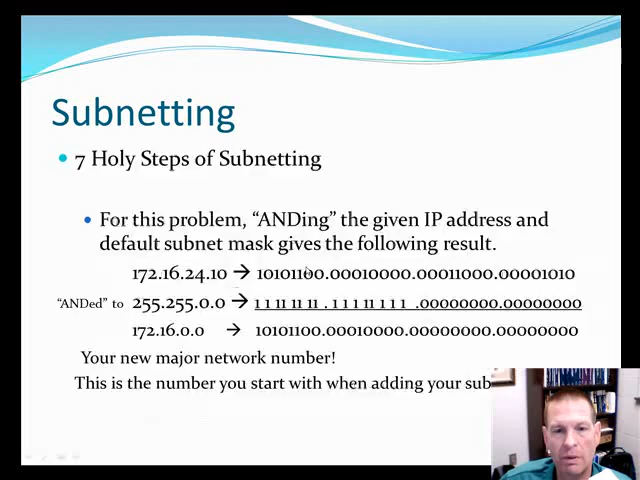 Subnetting
7 Holy Steps of Subnetting
For this problem, “ANDing” the given IP address and
default subnet mask gives the following result.
172.16.24.10 → 10101100.00010000.00011000.00001010
“ANDed” to 255.255.0.0 → 1 1 11 11 11 . 1 1 1 11 1 1 1 .00000000.00000000
172.16.0.0 → 10101100.00010000.00000000.00000000
Your new major network number!
This is the number you start with when adding your sub